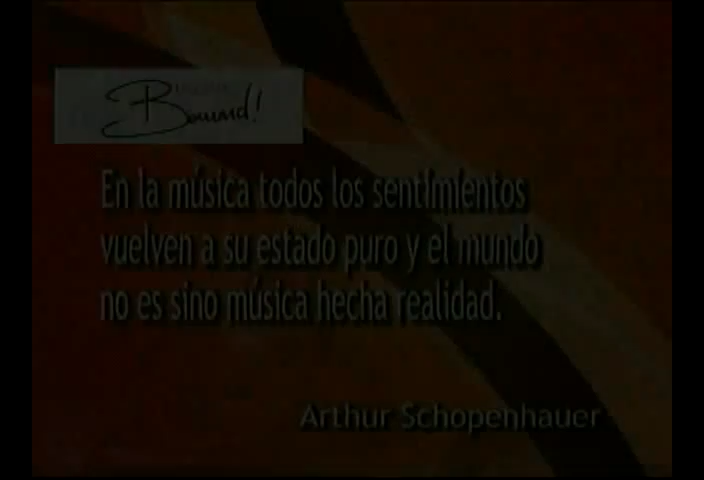 En la música todos los sentimientos
vuelven a su estado puro y el mundo
no es sino música hecha realidad.
Arthur Schopenhauer